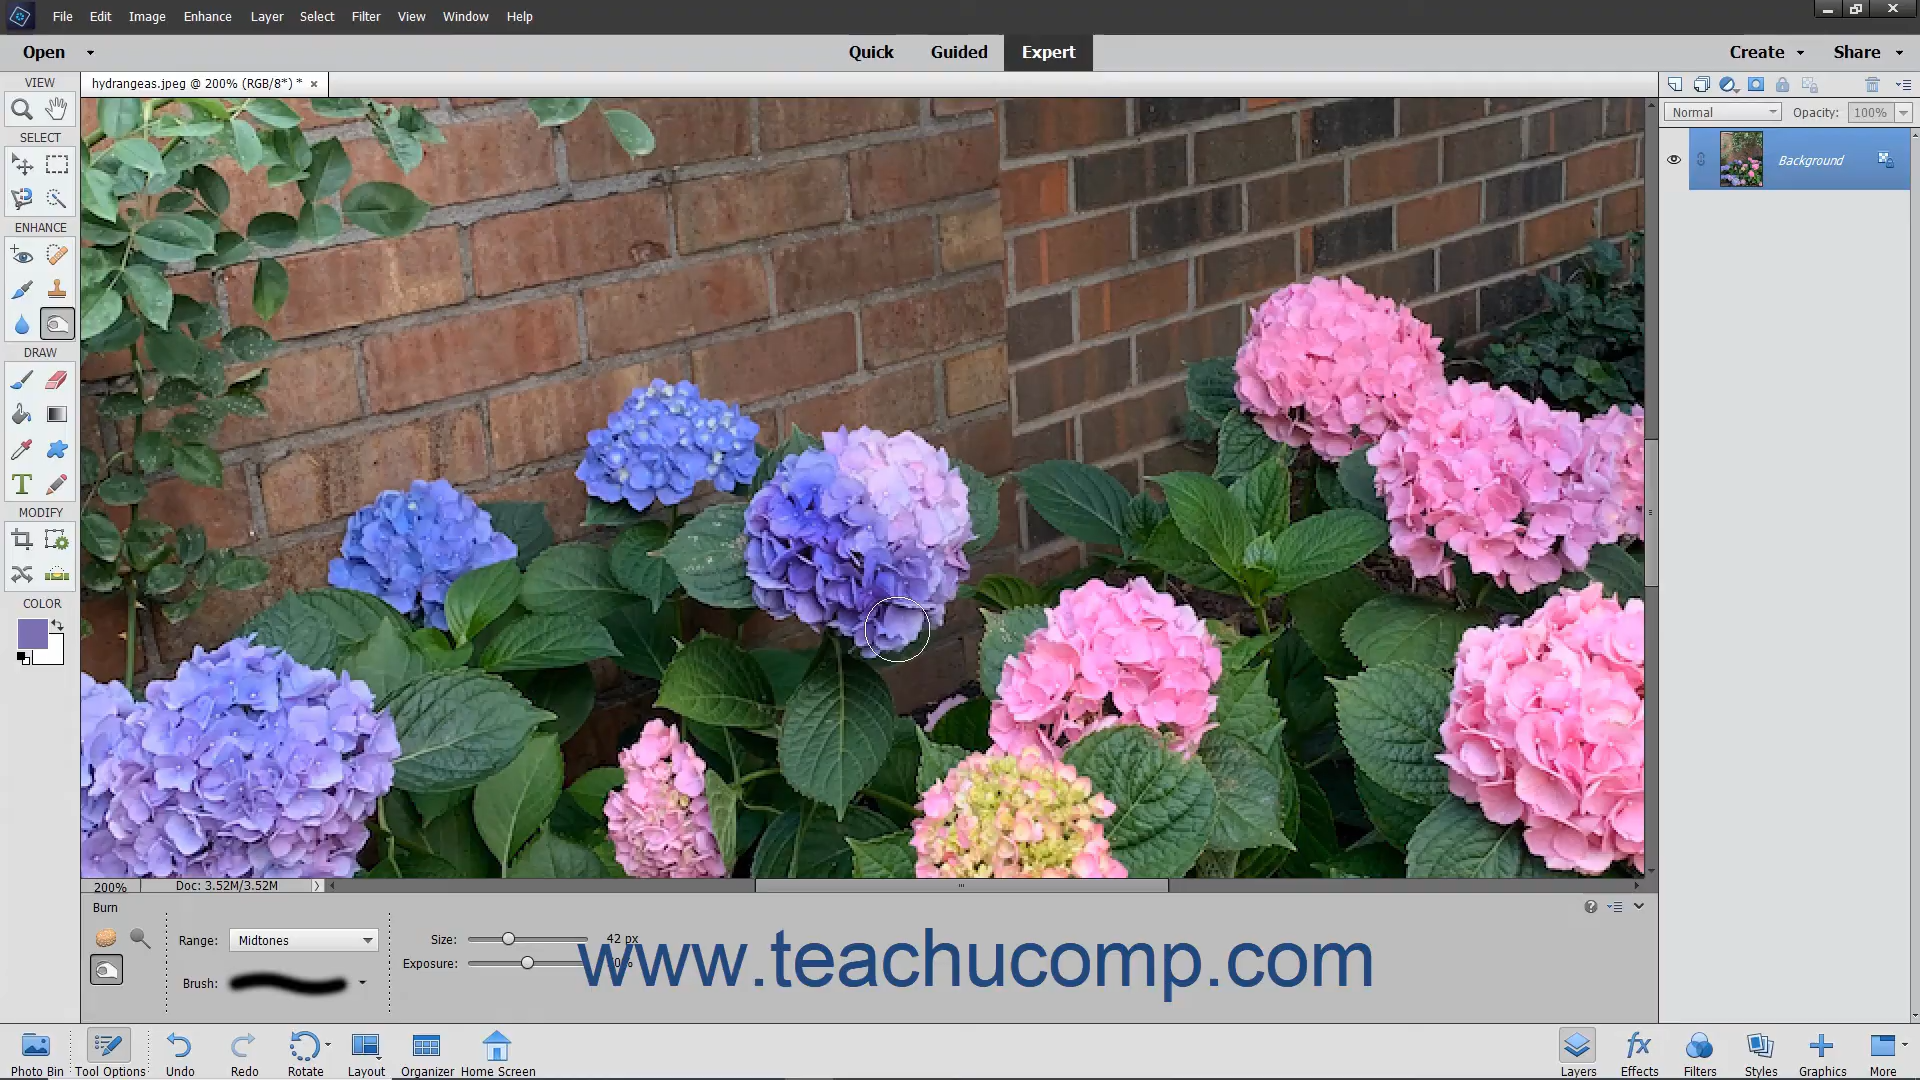 File Edit Image Enhance Layer Select Filter View Window Help
Open Quick Guided Expert Create Share
VIEW
hydrangeas.jpeg @ 200% (RGB/8*) * ×
Normal Opacity: 100%
SELECT
Background
ENHANCE
DRAW
T
MODIFY
COLOR
200% Doc: 3.52M/3.52M
Burn
Range: Midtones
Size: 42 px
Exposure:
Brush:
www.teachucomp.com
Photo Bin Tool Options Undo Redo Rotate Layout Organizer Home Screen
fx
Layers Effects Filters Styles Graphics More